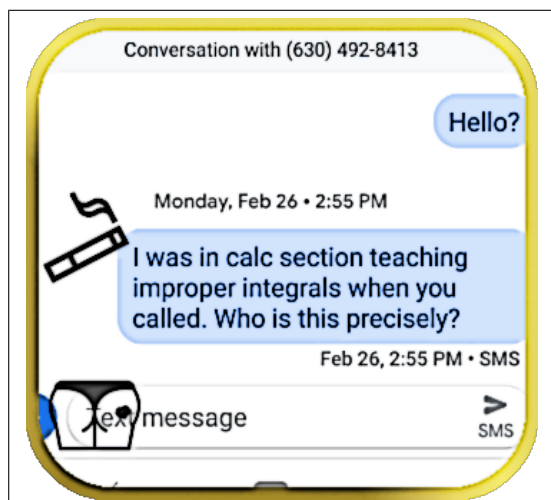 Conversation with (630) 492-8413
Hello?
Monday, Feb 26 • 2:55 PM
I was in calc section teaching
improper integrals when you
called. Who is this precisely?
Feb 26, 2:55 PM • SMS
Text message
SMS